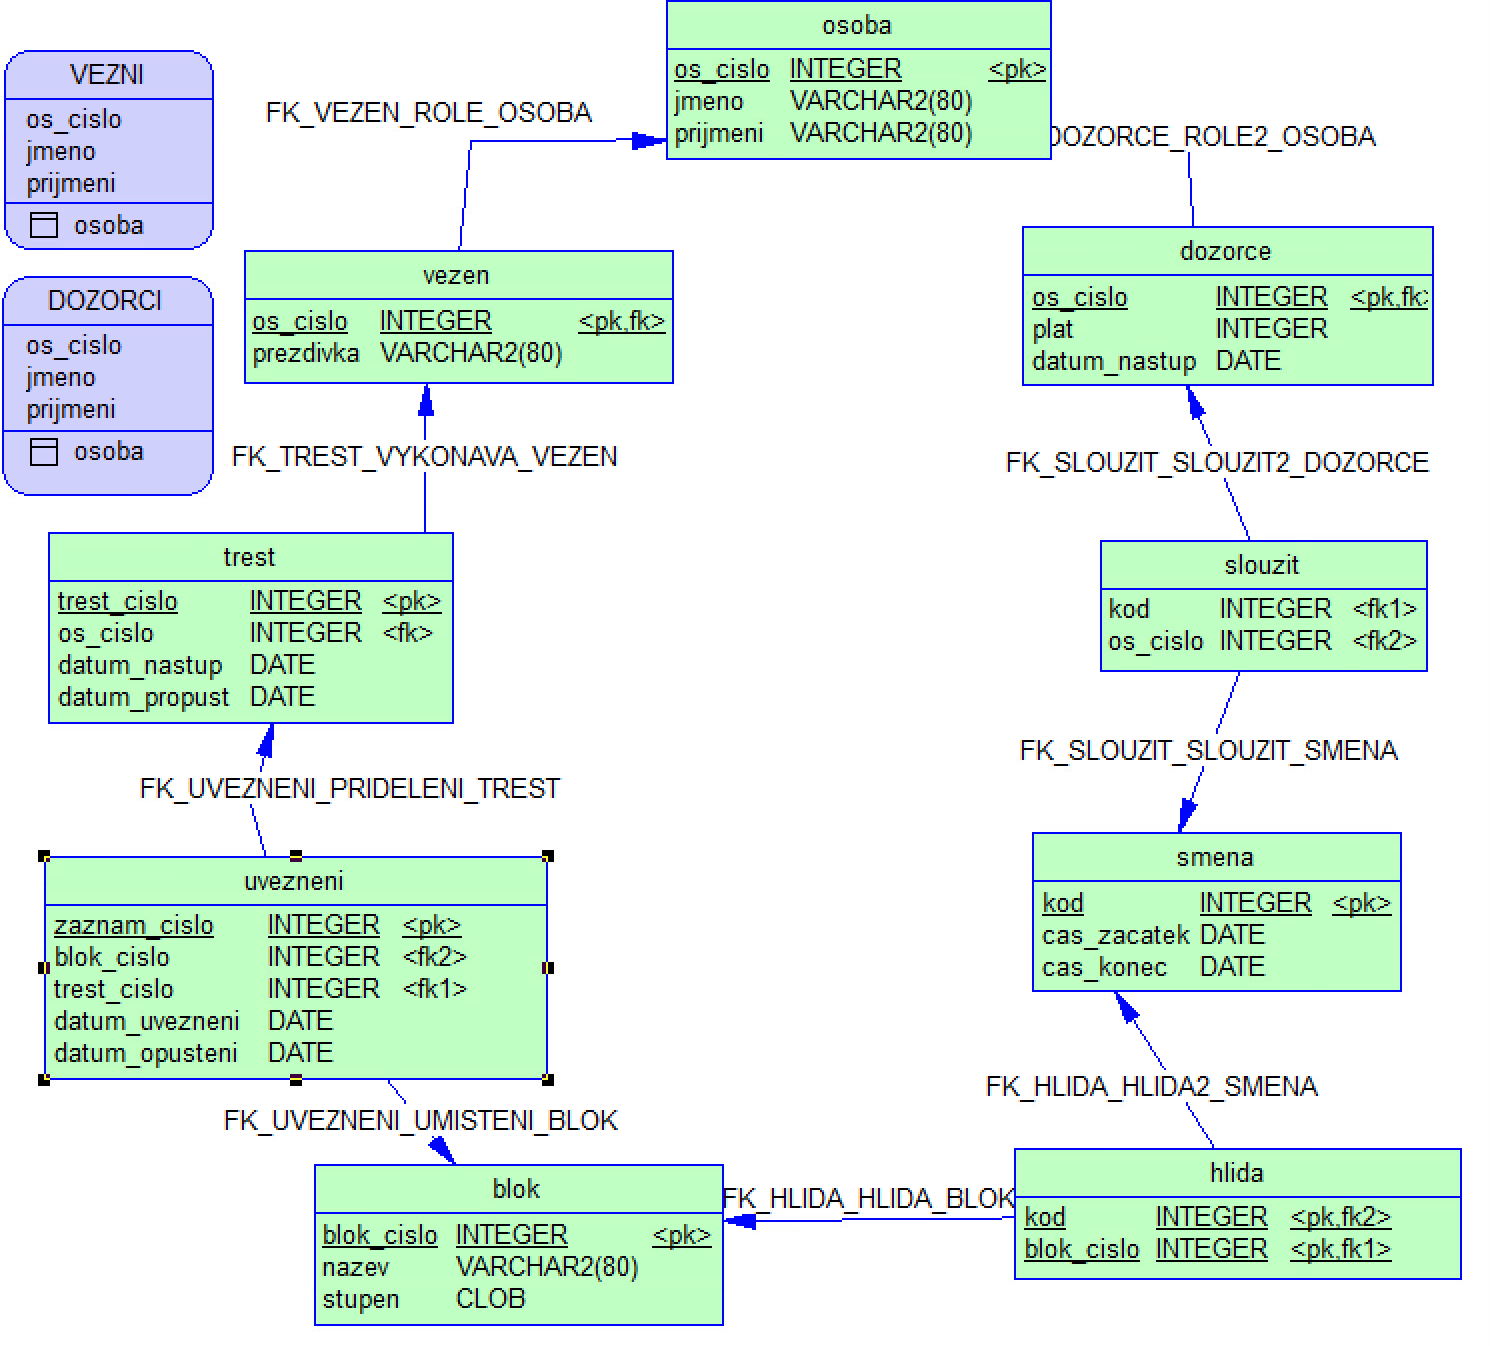 osoba
os_cislo INTEGER <pk>
jmeno VARCHAR2(80)
prijmeni VARCHAR2(80)
VEZNI
os_cislo
jmeno
prijmeni
osoba
FK_VEZEN_ROLE_OSOBA
DOZORCE_ROLE2_OSOBA
DOZORCI
os_cislo
jmeno
prijmeni
osoba
vezen
os_cislo INTEGER <pk,fk>
prezdivka VARCHAR2(80)
dozorce
os_cislo INTEGER <pk,fk>
plat INTEGER
datum_nastup DATE
FK_TREST_VYKONAVA_VEZEN
FK_SLOUZIT_SLOUZIT2_DOZORCE
trest
trest_cislo INTEGER <pk>
os_cislo INTEGER <fk>
datum_nastup DATE
datum_propust DATE
slouzit
kod INTEGER <fk1>
os_cislo INTEGER <fk2>
FK_UVEZNENI_PRIDELENI_TREST
FK_SLOUZIT_SLOUZIT_SMENA
uvezneni
zaznam_cislo INTEGER <pk>
blok_cislo INTEGER <fk2>
trest_cislo INTEGER <fk1>
datum_uvezneni DATE
datum_opusteni DATE
smena
kod INTEGER <pk>
cas_zacatek DATE
cas_konec DATE
FK_UVEZNENI_UMISTENI_BLOK
FK_HLIDA_HLIDA2_SMENA
blok
blok_cislo INTEGER <pk>
nazev VARCHAR2(80)
stupen CLOB
FK_HLIDA_HLIDA_BLOK
hlida
kod INTEGER <pk,fk2>
blok_cislo INTEGER <pk,fk1>